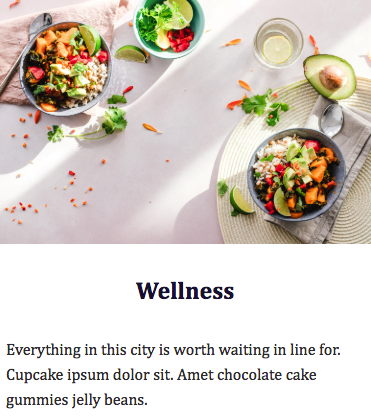 Wellness
Everything in this city is worth waiting in line for.
Cupcake ipsum dolor sit. Amet chocolate cake
gummies jelly beans.